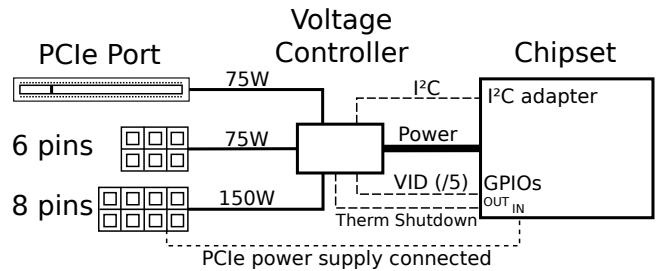 Voltage
Controller
PCIe Port
Chipset
75W
I²C
I²C adapter
6 pins
75W
Power
8 pins
150W
VID (/5)
GPIOs
OUT
IN
Therm Shutdown
PCIe power supply connected